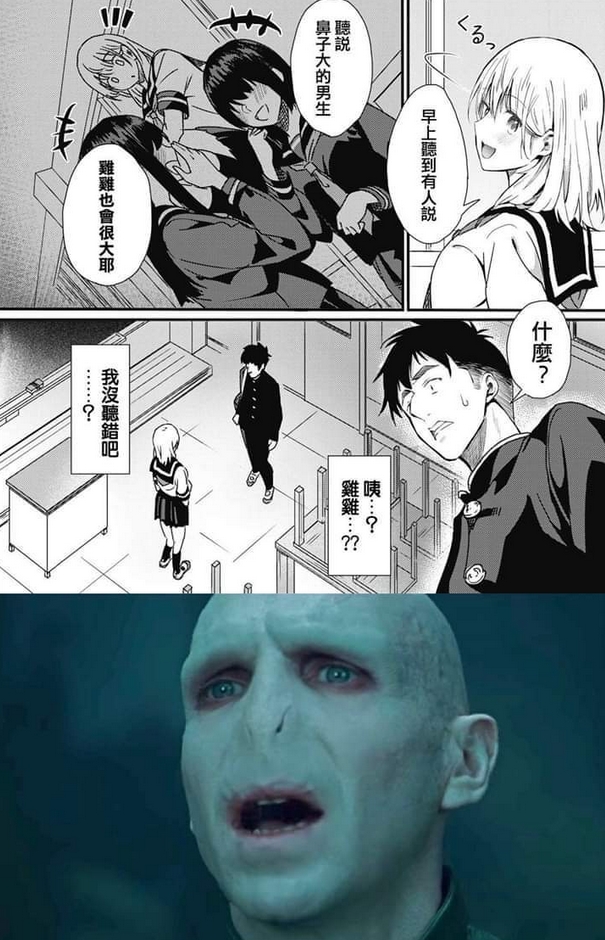 くるっ
早上聽到有人說
聽説
鼻子大的男生
雞雞也會很大耶
什麼？
咦…？
雞雞…??
我沒聽錯吧
……？